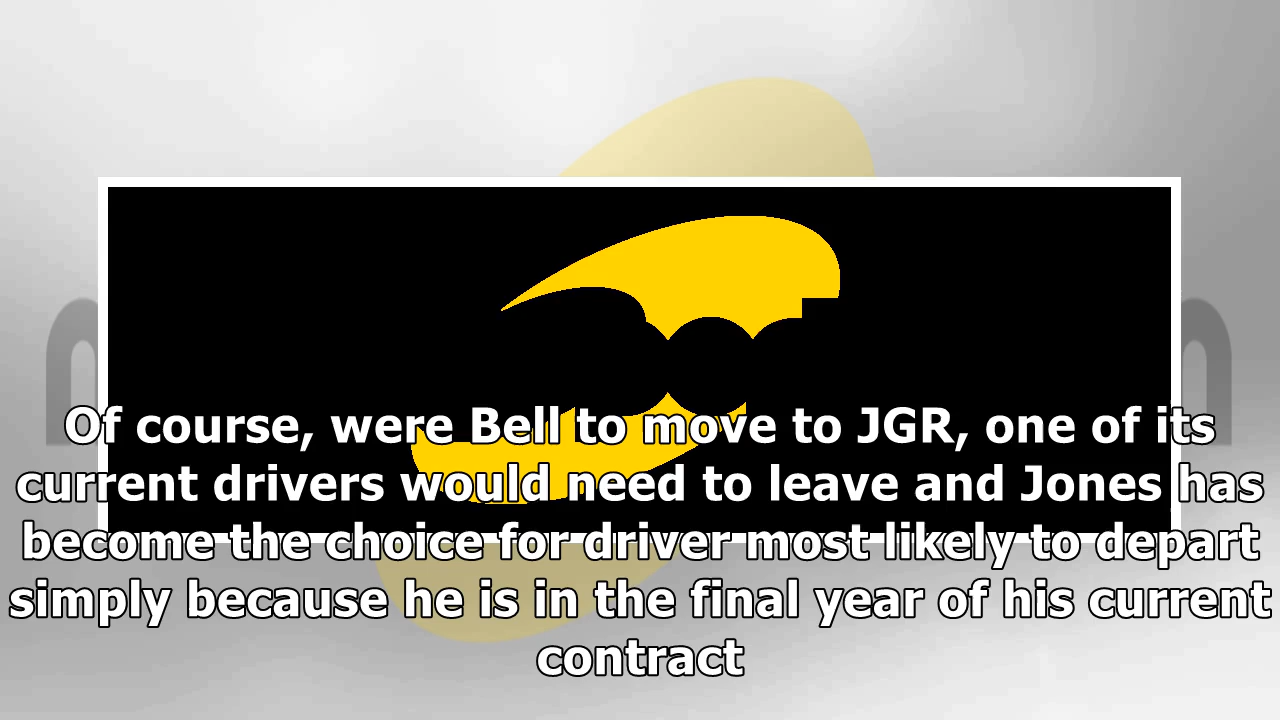 Of course, were Bell to move to JGR, one of its
current drivers would need to leave and Jones has
become the choice for driver most likely to depart
simply because he is in the final year of his current
contract